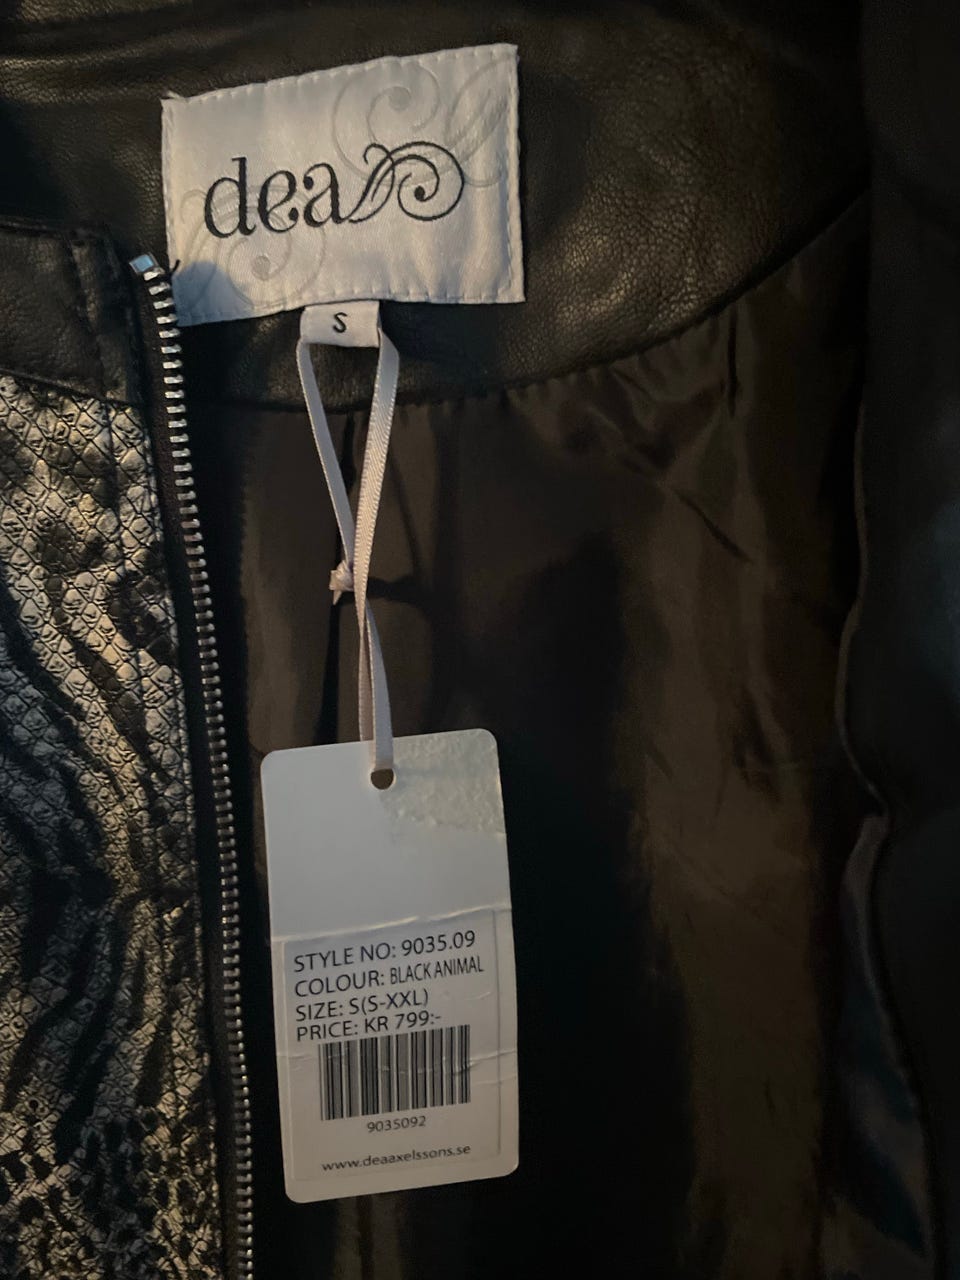 dea
S
STYLE NO: 9035.09
COLOUR: BLACK ANIMAL
SIZE: S(S-XXL)
PRICE: KR 799:-
9035092
www.deaaxelssons.se